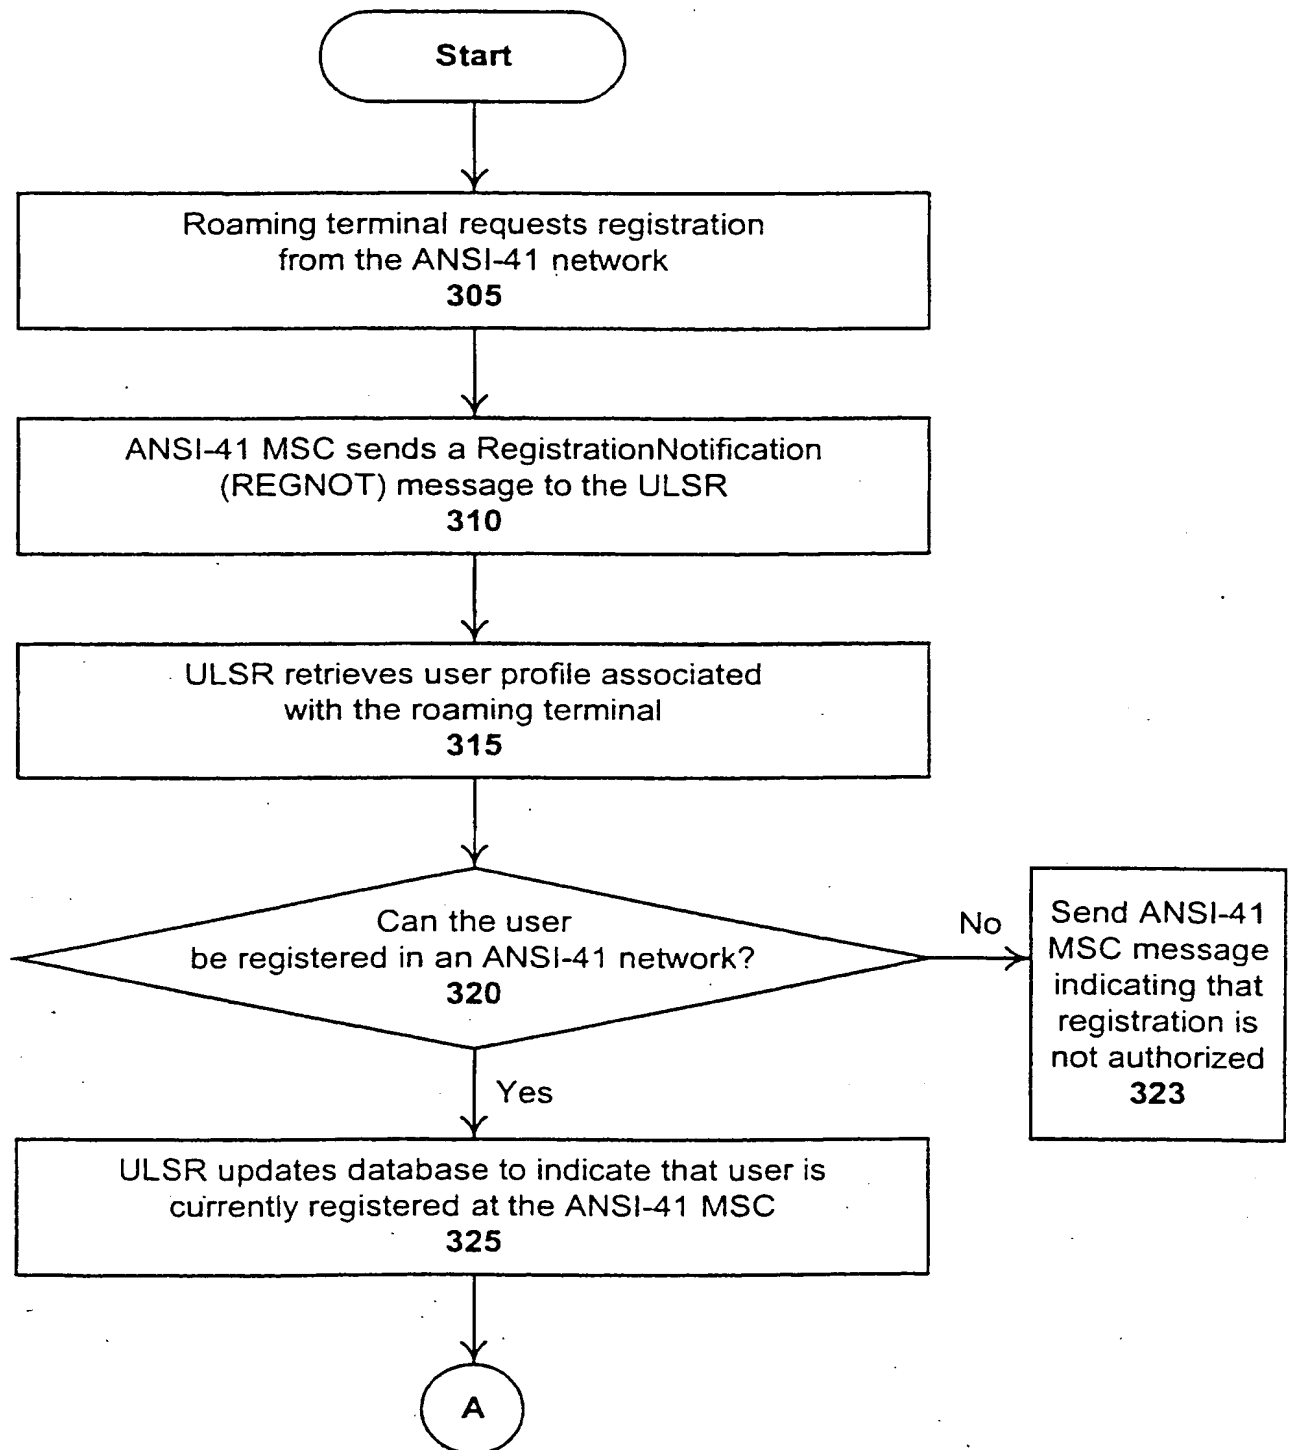 Start
Roaming terminal requests registration
from the ANSI-41 network
305
ANSI-41 MSC sends a RegistrationNotification
(REGNOT) message to the ULSR
310
ULSR retrieves user profile associated
with the roaming terminal
315
Can the user
be registered in an ANSI-41 network?
320
No
Send ANSI-41
MSC message
indicating that
registration is
not authorized
323
Yes
ULSR updates database to indicate that user is
currently registered at the ANSI-41 MSC
325
A